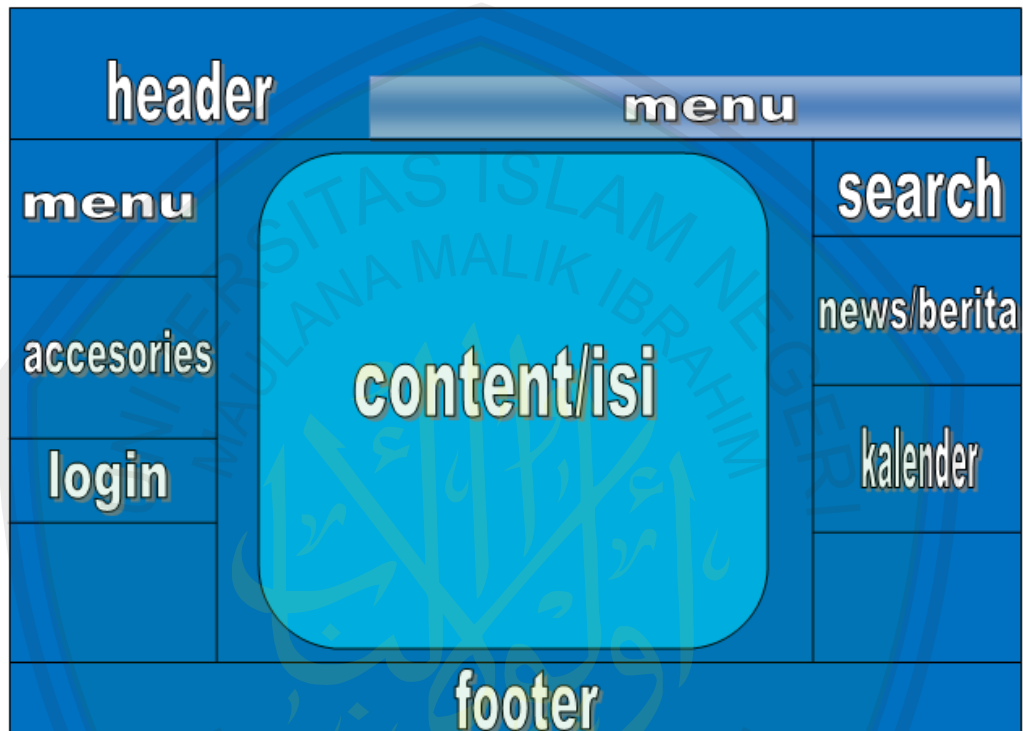 header
menu
menu
search
news/berita
accesories
content/isi
kalender
login
footer
UNIVERSITAS ISLAM NEGERI
MAULANA MALIK IBRAHIM